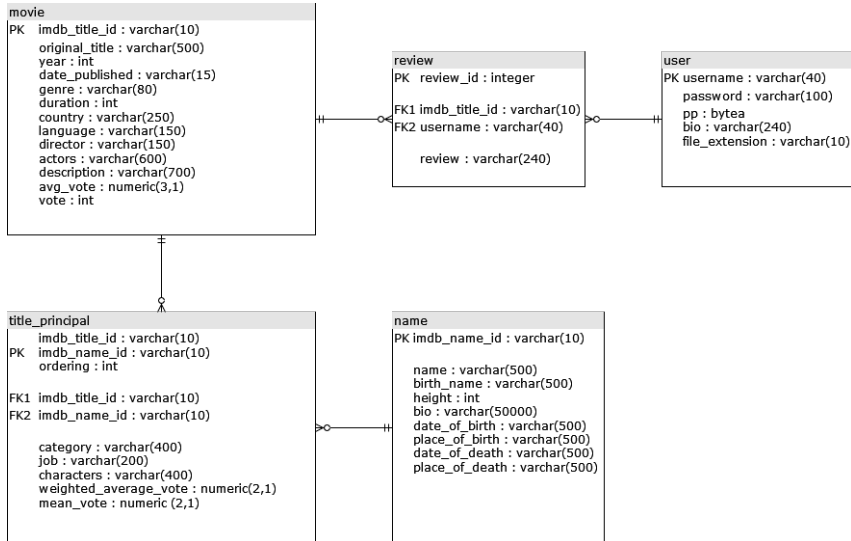 movie
PK imdb_title_id : varchar(10)
original_title : varchar(500)
year : int
date_published : varchar(15)
genre : varchar(80)
duration : int
country : varchar(250)
language : varchar(150)
director : varchar(150)
actors : varchar(600)
description : varchar(700)
avg_vote : numeric(3,1)
vote : int
review
PK review_id : integer
FK1 imdb_title_id : varchar(10)
FK2 username : varchar(40)
review : varchar(240)
user
PK username : varchar(40)
password : varchar(100)
pp : bytea
bio : varchar(240)
file_extension : varchar(10)
title_principal
imdb_title_id : varchar(10)
PK imdb_name_id : varchar(10)
ordering : int
FK1 imdb_title_id : varchar(10)
FK2 imdb_name_id : varchar(10)
category : varchar(400)
job : varchar(200)
characters : varchar(400)
weighted_average_vote : numeric(2,1)
mean_vote : numeric (2,1)
name
PK imdb_name_id : varchar(10)
name : varchar(500)
birth_name : varchar(500)
height : int
bio : varchar(50000)
date_of_birth : varchar(500)
place_of_birth : varchar(500)
date_of_death : varchar(500)
place_of_death : varchar(500)